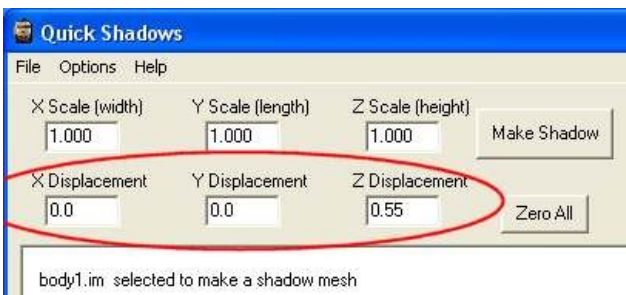 Quick Shadows
File Options Help
X Scale (width) Y Scale (length) Z Scale (height)
1.000 1.000 1.000 Make Shadow
X Displacement Y Displacement Z Displacement
0.0 0.0 0.55 Zero All
body1.im selected to make a shadow mesh